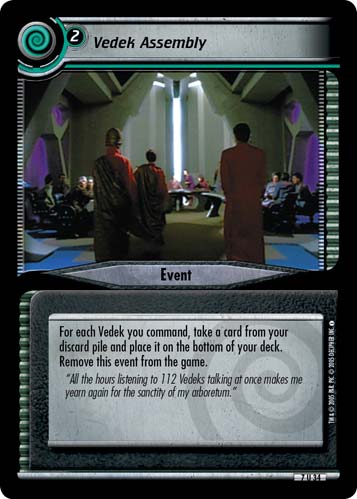 2
Vedek Assembly
Event
For each Vedek you command, take a card from your
discard pile and place it on the bottom of your deck.
Remove this event from the game.
"All the hours listening to 112 Vedeks talking at once makes me
yearn again for the sanctity of my arboretum."
7 U 34